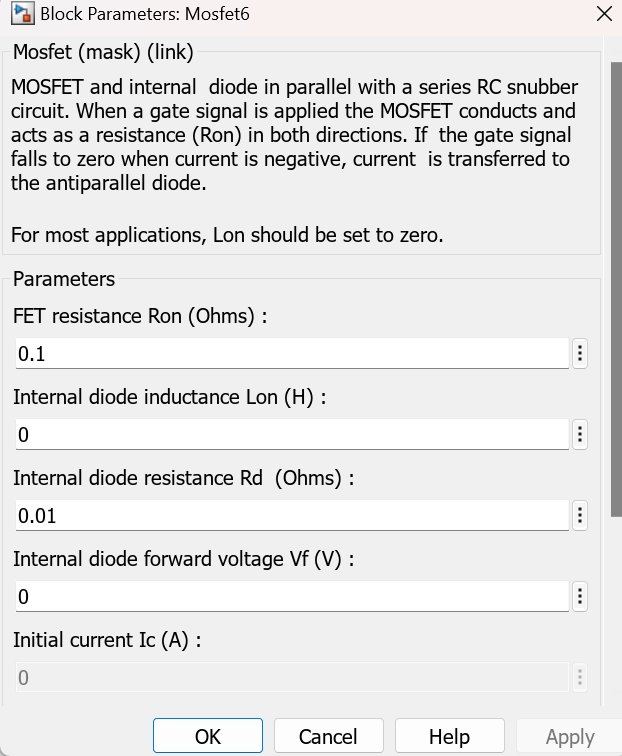 Block Parameters: Mosfet6
Mosfet (mask) (link)
MOSFET and internal  diode in parallel with a series RC snubber
circuit. When a gate signal is applied the MOSFET conducts and
acts as a resistance (Ron) in both directions. If  the gate signal
falls to zero when current is negative, current  is transferred to
the antiparallel diode.
For most applications, Lon should be set to zero.
Parameters
FET resistance Ron (Ohms) :
0.1
Internal diode inductance Lon (H) :
0
Internal diode resistance Rd  (Ohms) :
0.01
Internal diode forward voltage Vf (V) :
0
Initial current Ic (A) :
0
OK Cancel Help Apply